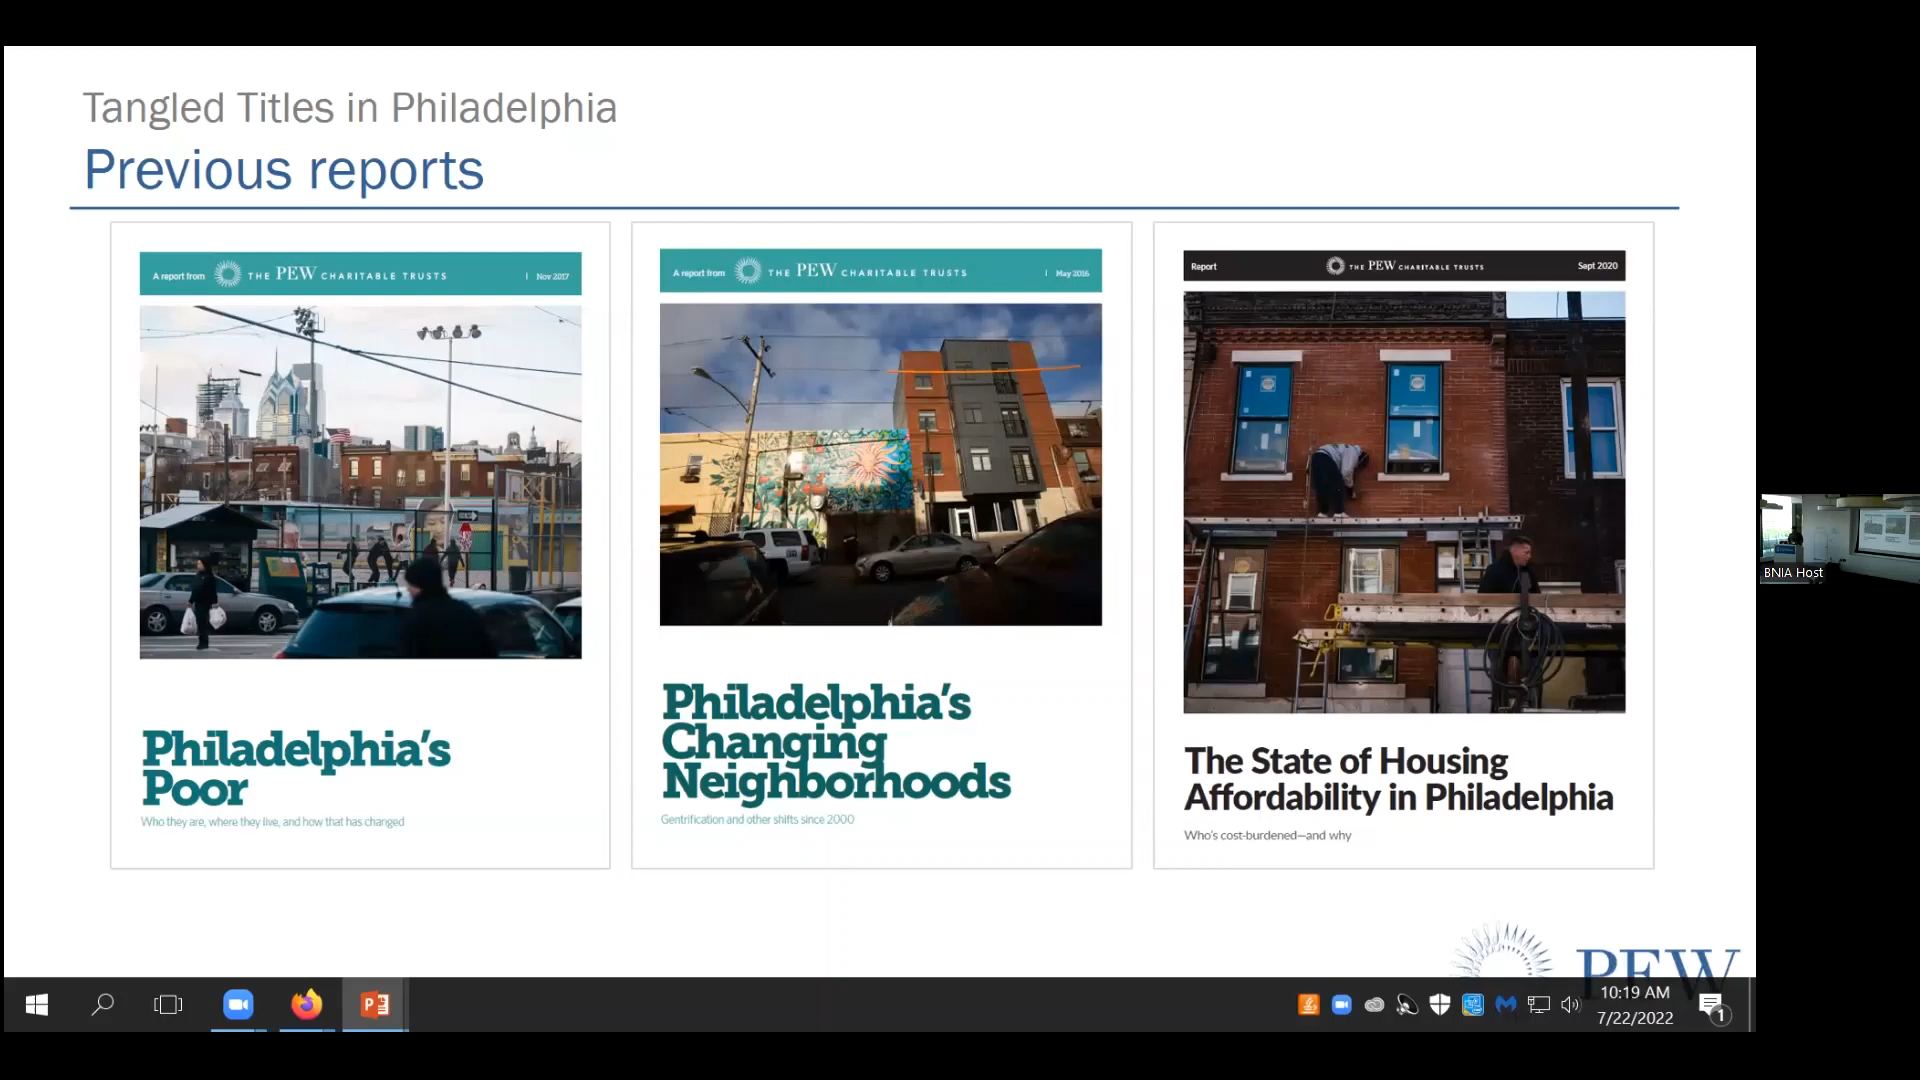 Tangled Titles in Philadelphia
Previous reports
A report from THE PEW CHARITABLE TRUSTS | Nov 2017
Philadelphia's
Poor
Who they are, where they live, and how that has changed
A report from THE PEW CHARITABLE TRUSTS | May 2016
Philadelphia's
Changing
Neighborhoods
Gentrification and other shifts since 2000
Report THE PEW CHARITABLE TRUSTS Sept 2020
The State of Housing
Affordability in Philadelphia
Who's cost-burdened—and why
PEW
BNIA Host
10:19 AM
7/22/2022
1